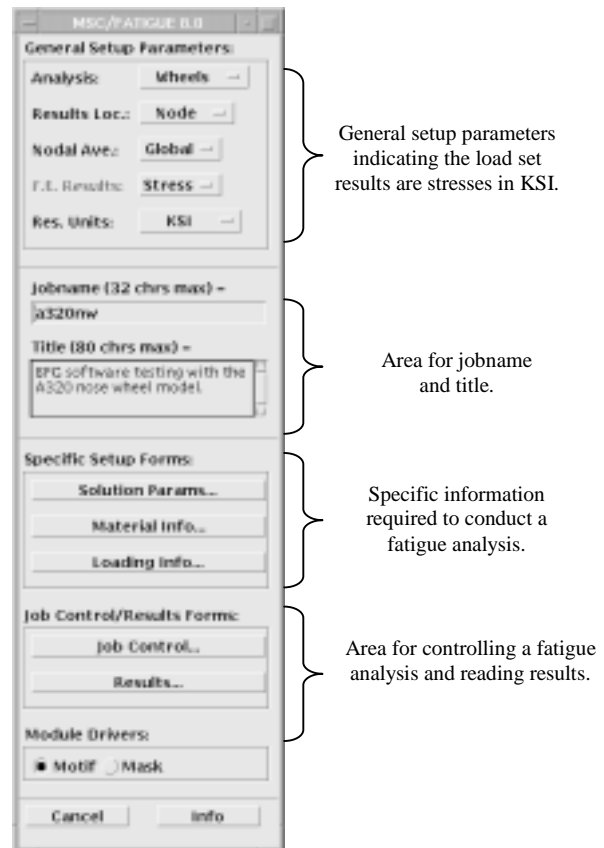 MSC/FATIGUE 8.0
General Setup Parameters:
Analysis: Wheels
Results Loc.: Node
Nodal Ave.: Global
F.E. Results: Stress
Res. Units: KSI
General setup parameters
indicating the load set
results are stresses in KSI.
Jobname (32 chrs max) =
a320nw
Title (80 chrs max) =
BFG software testing with the
A320 nose wheel model.
Area for jobname
and title.
Specific Setup Forms:
Solution Params...
Material Info...
Loading Info...
Specific information
required to conduct a
fatigue analysis.
Job Control/Results Forms:
Job Control...
Results...
Area for controlling a fatigue
analysis and reading results.
Module Drivers:
Motif Mask
Cancel Info